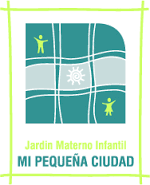 Jardín Materno Infantil
MI PEQUEÑA CIUDAD